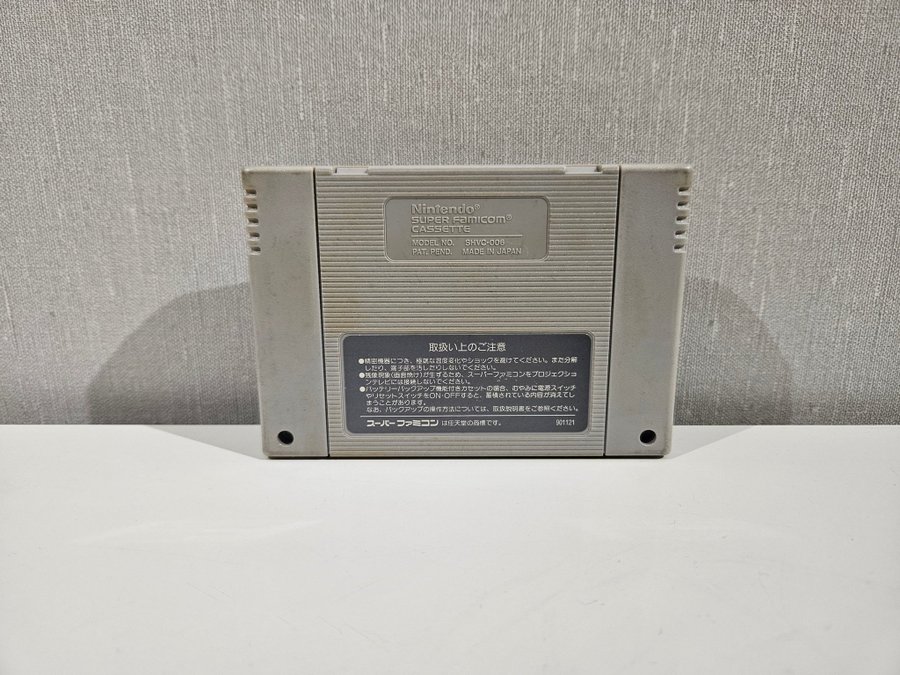 Nintendo®
SUPER Famicom®
CASSETTE
MODEL NO. SHVC-006
PAT. PEND. MADE IN JAPAN
取扱い上のご注意
●精密機器につき、極端な温度変化やショックを避けてください。また分解
したり、端子部を汚したりしないでください。
●残像現象(画面焼け)が生ずるため、スーパーファミコンをプロジェクショ
ンテレビには接続しないでください。
●バッテリーバックアップ機能付きカセットの場合、むやみに電源スイッチ
やリセットスイッチをON・OFFすると、蓄積されている内容が消えてし
まうことがあります。
なお、バックアップの操作方法については、取扱説明書をご参照ください。
スーパーファミコンは任天堂の商標です。 901121